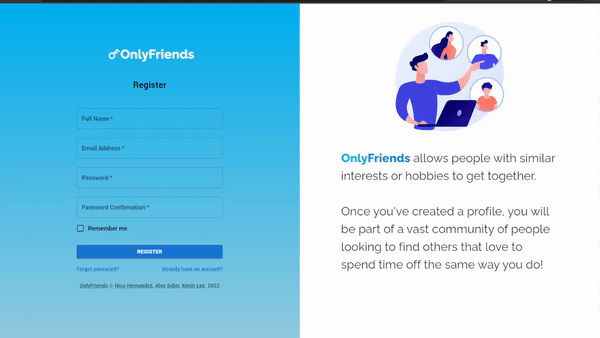 OnlyFriends
Register
Full Name *
Email Address *
Password *
Password Confirmation *
Remember me
REGISTER
Forgot password?
Already have an account?
OnlyFriends © Nico Hernandez, Alex Sidor, Kevin Lee, 2022
OnlyFriends allows people with similar
interests or hobbies to get together.
Once you've created a profile, you will
be part of a vast community of people
looking to find others that love to
spend time off the same way you do!